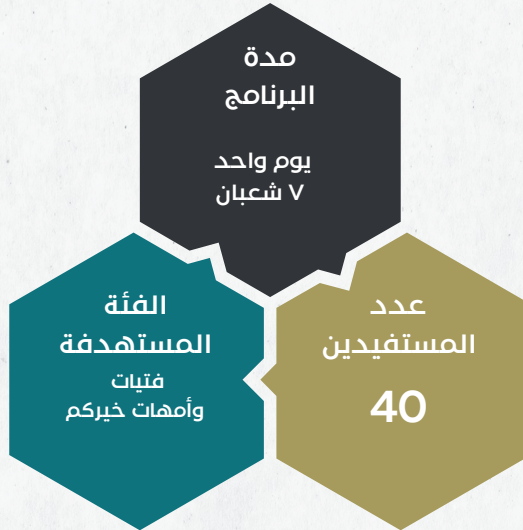 مدة
البرنامج
يوم واحد
٧ شعبان
عدد
المستفيدين
40
الفئة
المستهدفة
فتيات
وأمهات خيركم